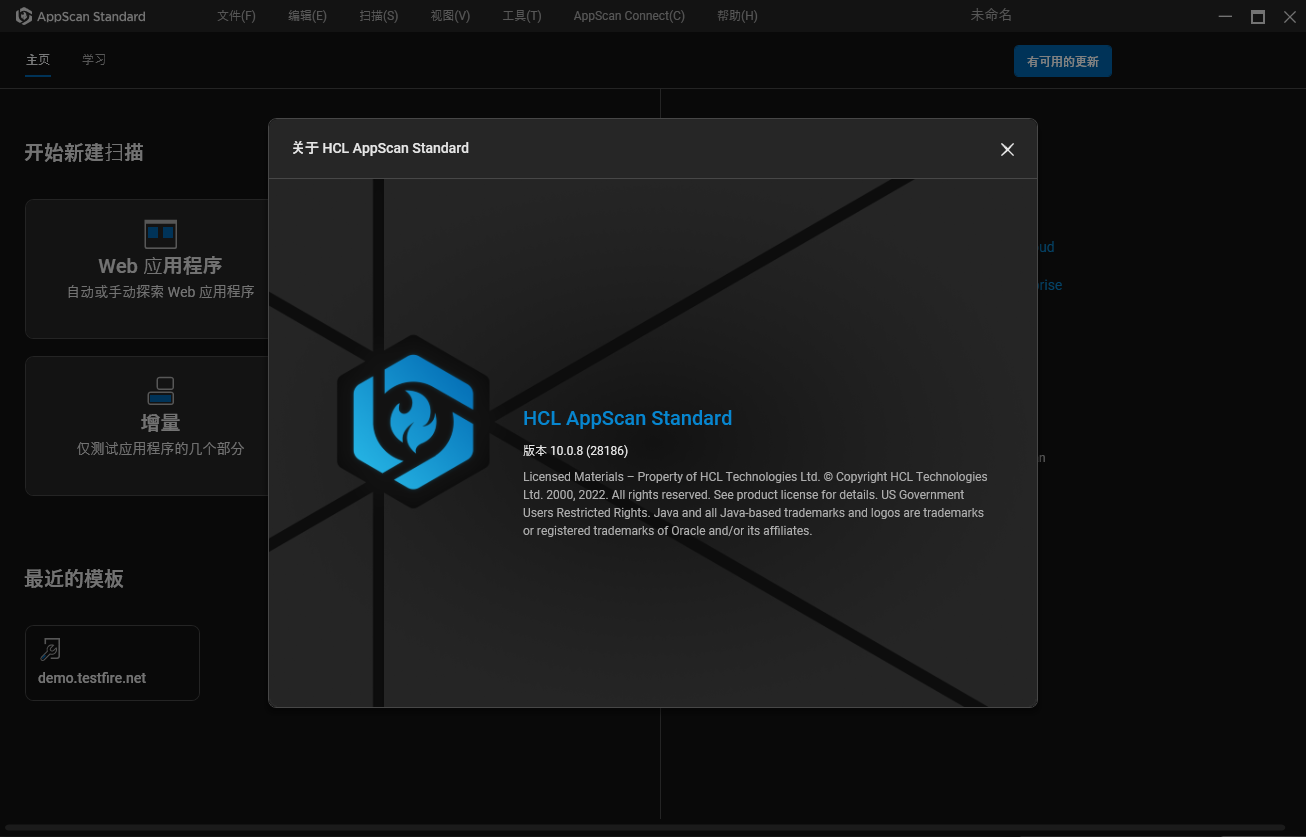 AppScan Standard 文件(F) 编辑(E) 扫描(S) 视图(V) 工具(T) AppScan Connect(C) 帮助(H) 未命名
主页 学习 有可用的更新
关于 HCL AppScan Standard
开始新建扫描
Web 应用程序
自动或手动探索 Web 应用程序
增量
仅测试应用程序的几个部分
最近的模板
demo.testfire.net
HCL AppScan Standard
版本 10.0.8 (28186)
Licensed Materials – Property of HCL Technologies Ltd. © Copyright HCL Technologies
Ltd. 2000, 2022. All rights reserved. See product license for details. US Government
Users Restricted Rights. Java and all Java-based trademarks and logos are trademarks
or registered trademarks of Oracle and/or its affiliates.